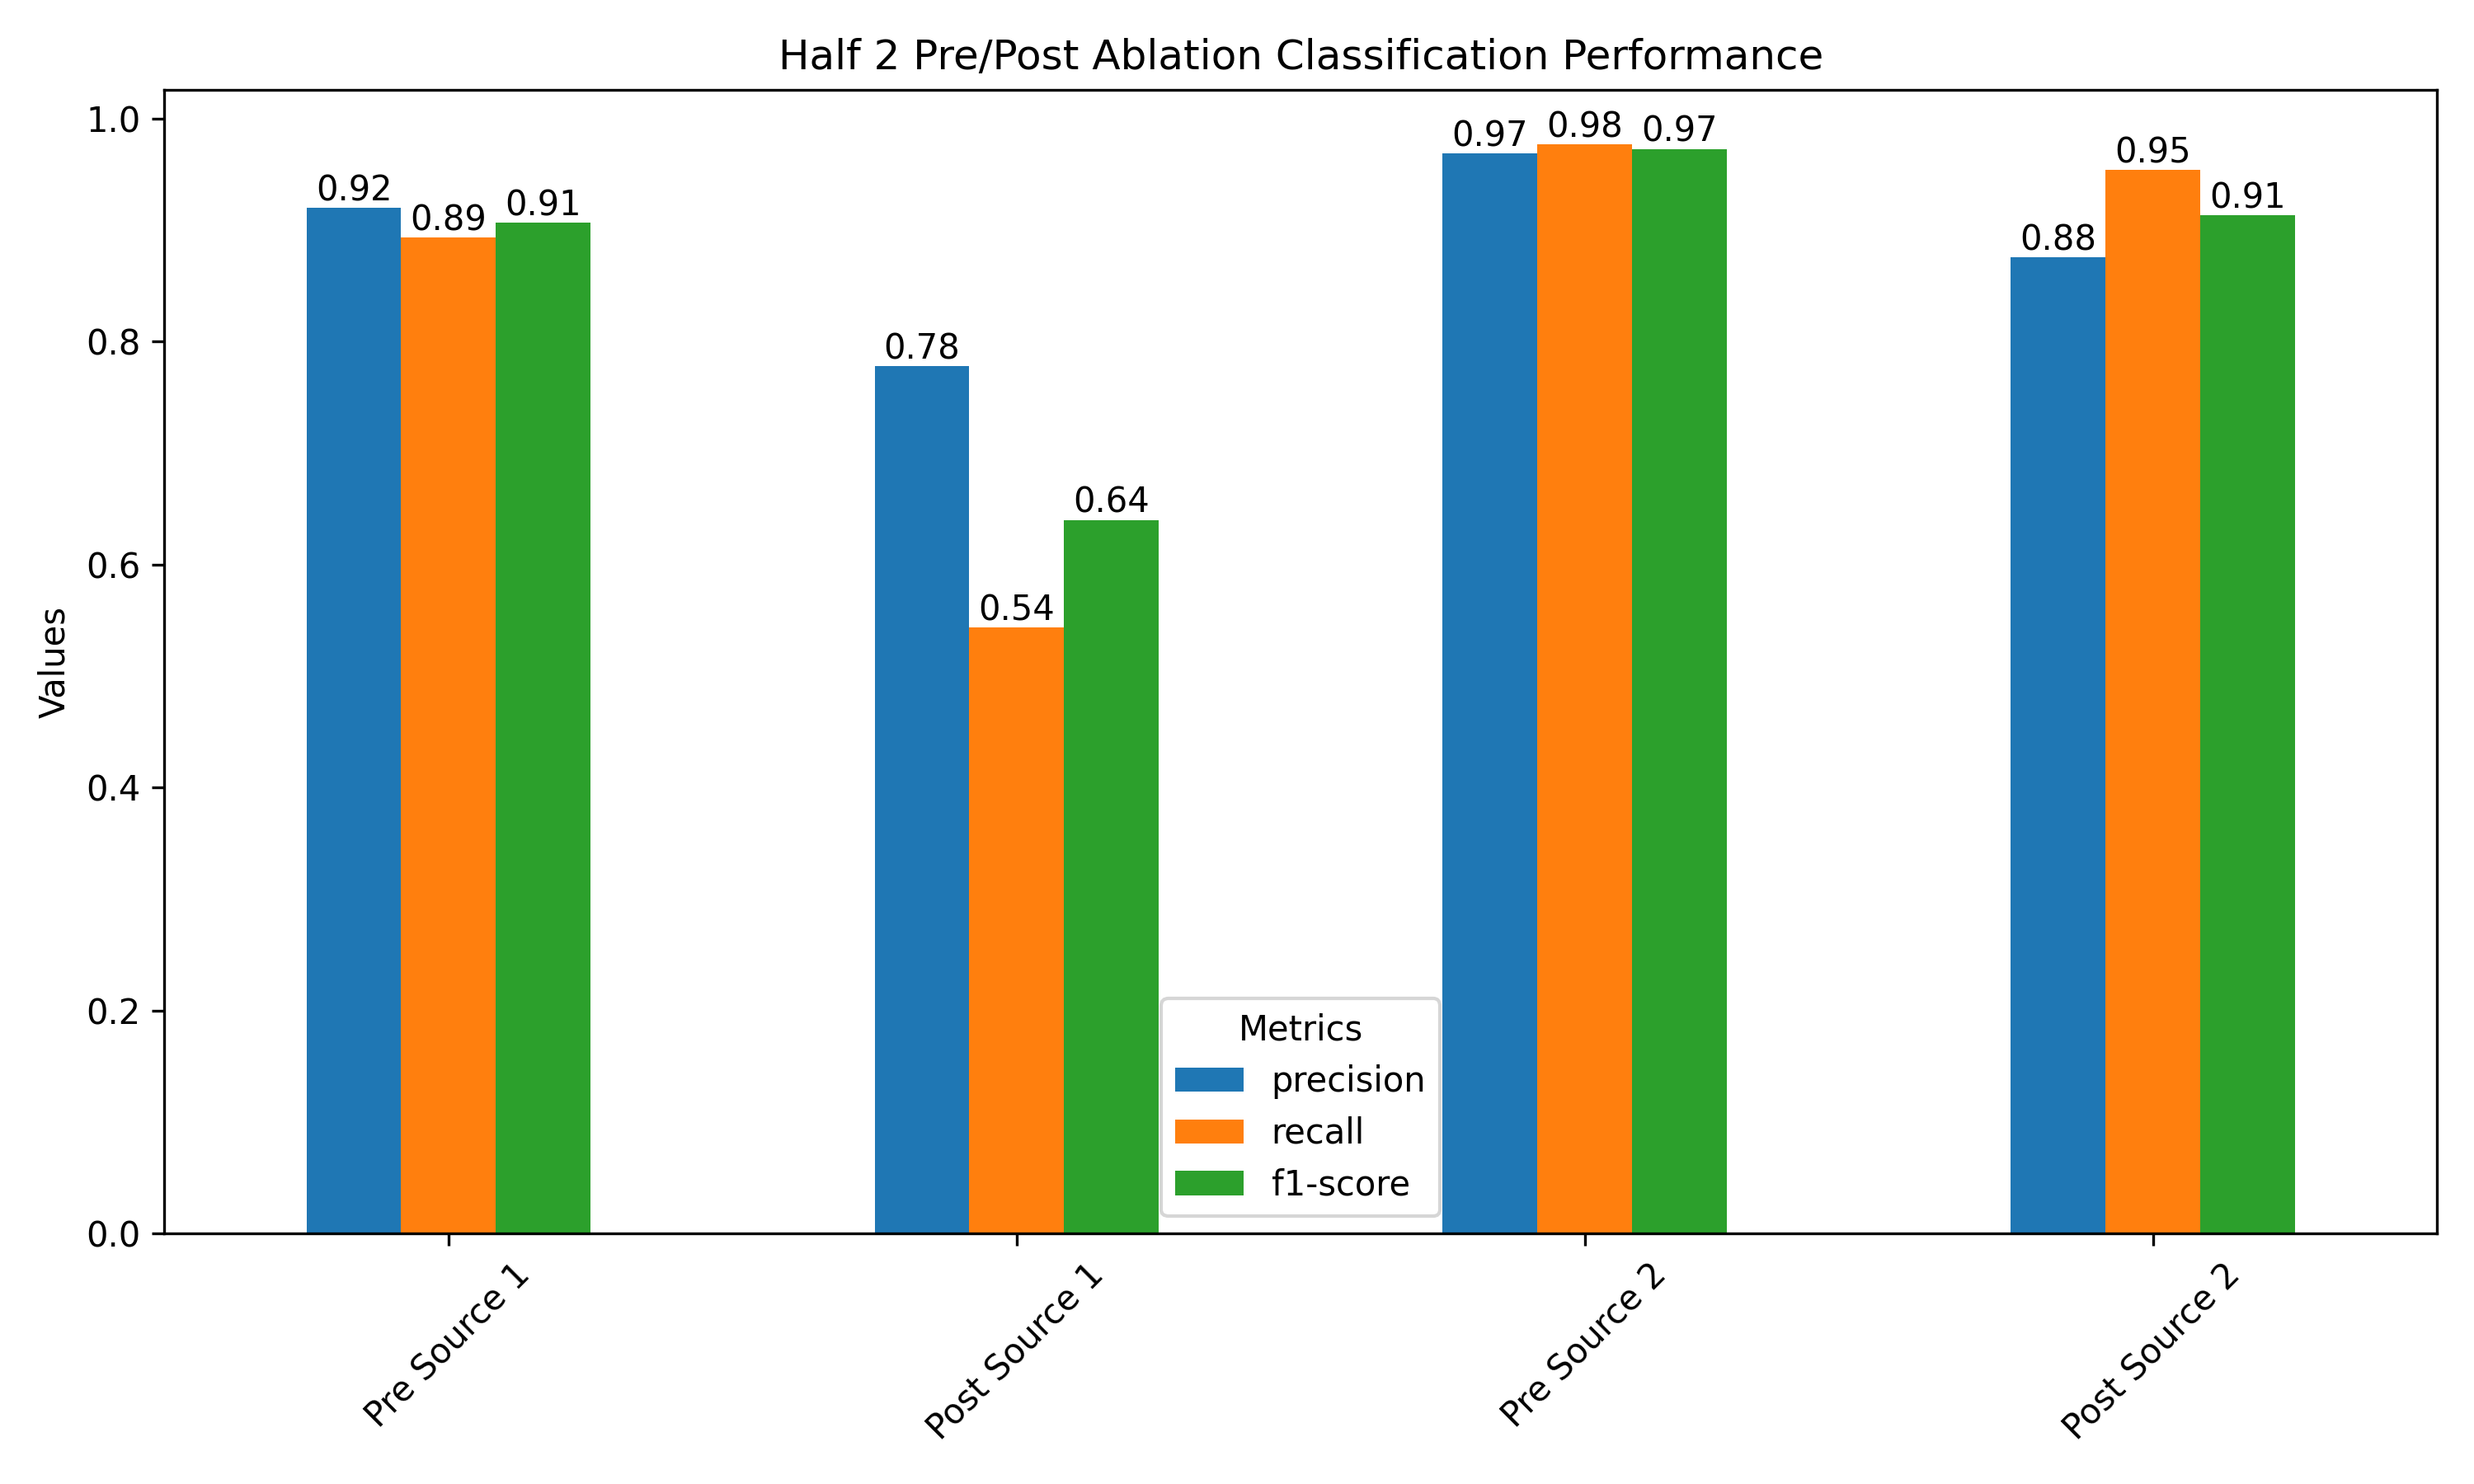 Half 2 Pre/Post Ablation Classification Performance
Values
1.0
0.8
0.6
0.4
0.2
0.0
0.92
0.89
0.91
0.78
0.54
0.64
0.97
0.98
0.97
0.88
0.95
0.91
Metrics
precision
recall
f1-score
Pre Source 1
Post Source 1
Pre Source 2
Post Source 2